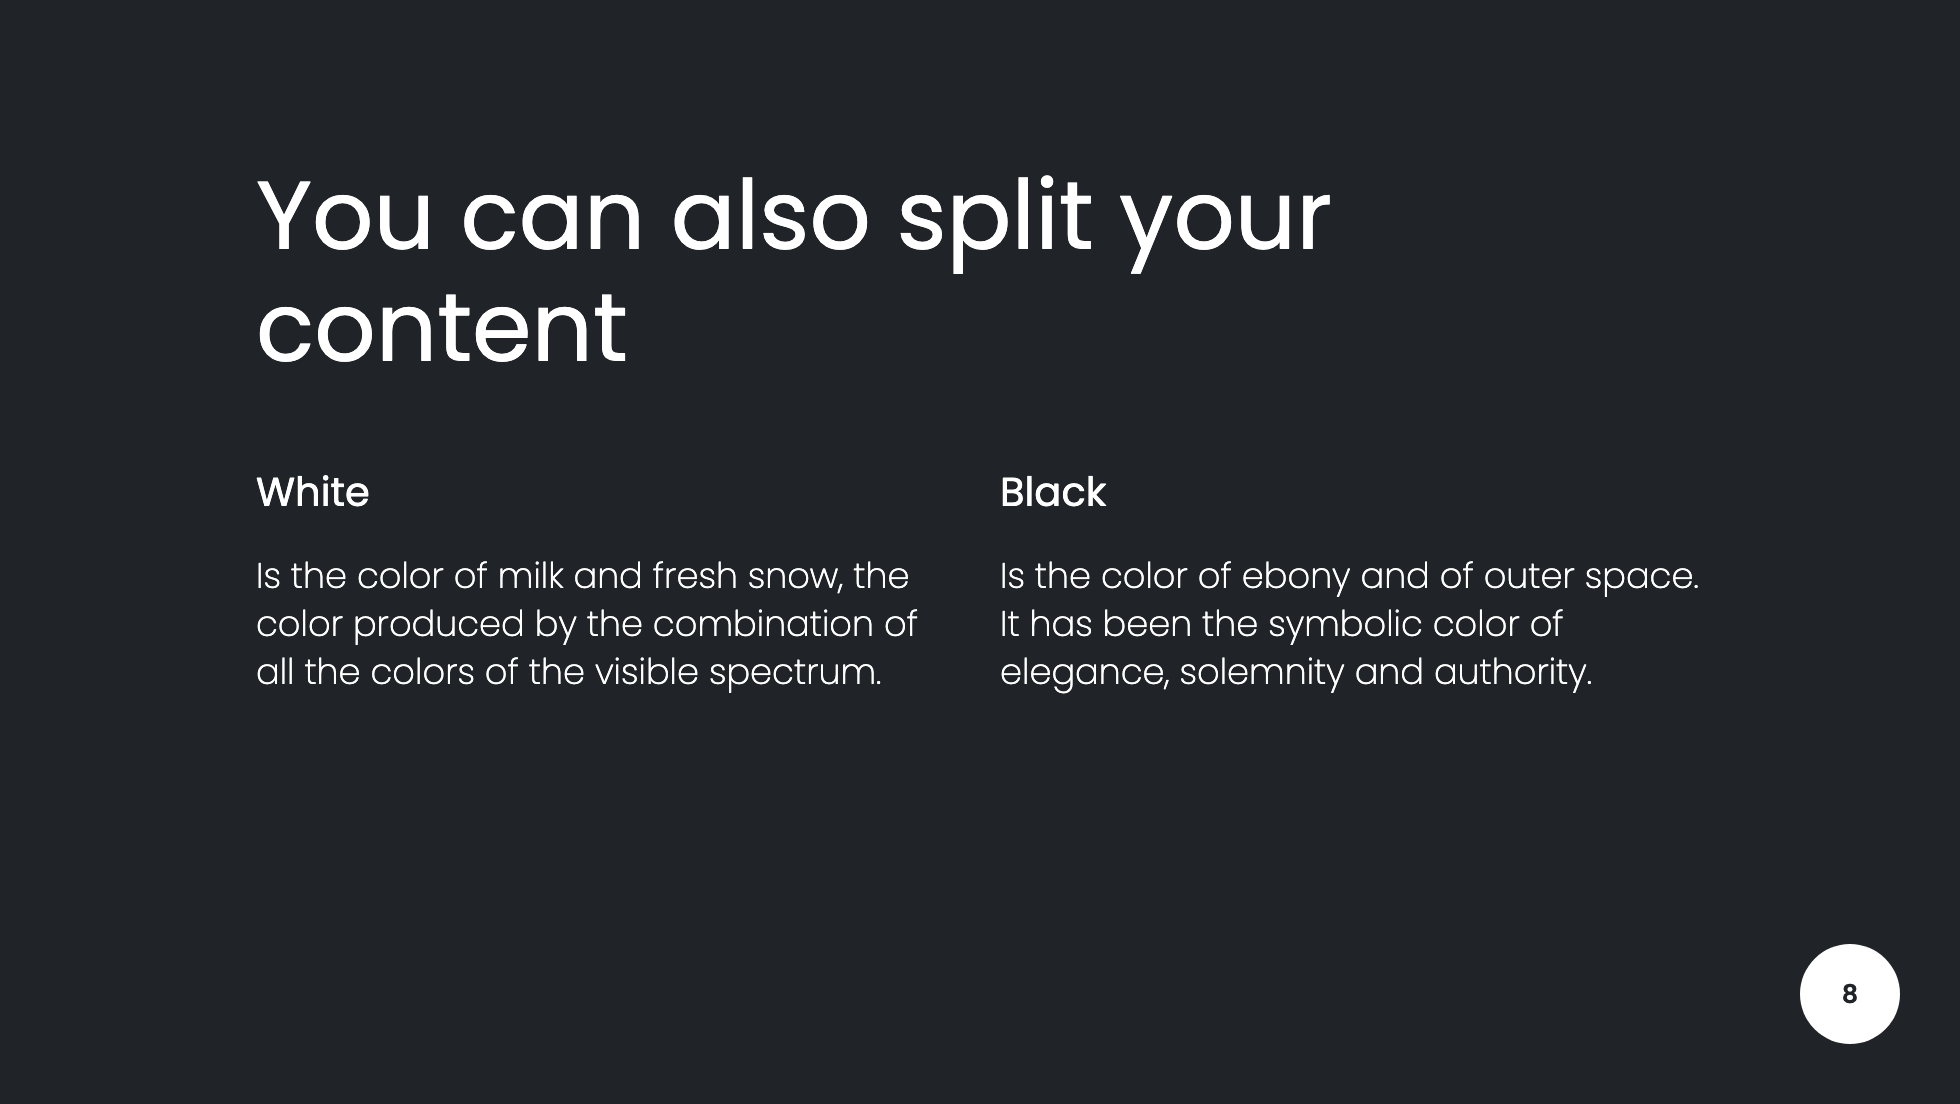 You can also split your
content
White
Is the color of milk and fresh snow, the
color produced by the combination of
all the colors of the visible spectrum.
Black
Is the color of ebony and of outer space.
It has been the symbolic color of
elegance, solemnity and authority.
8